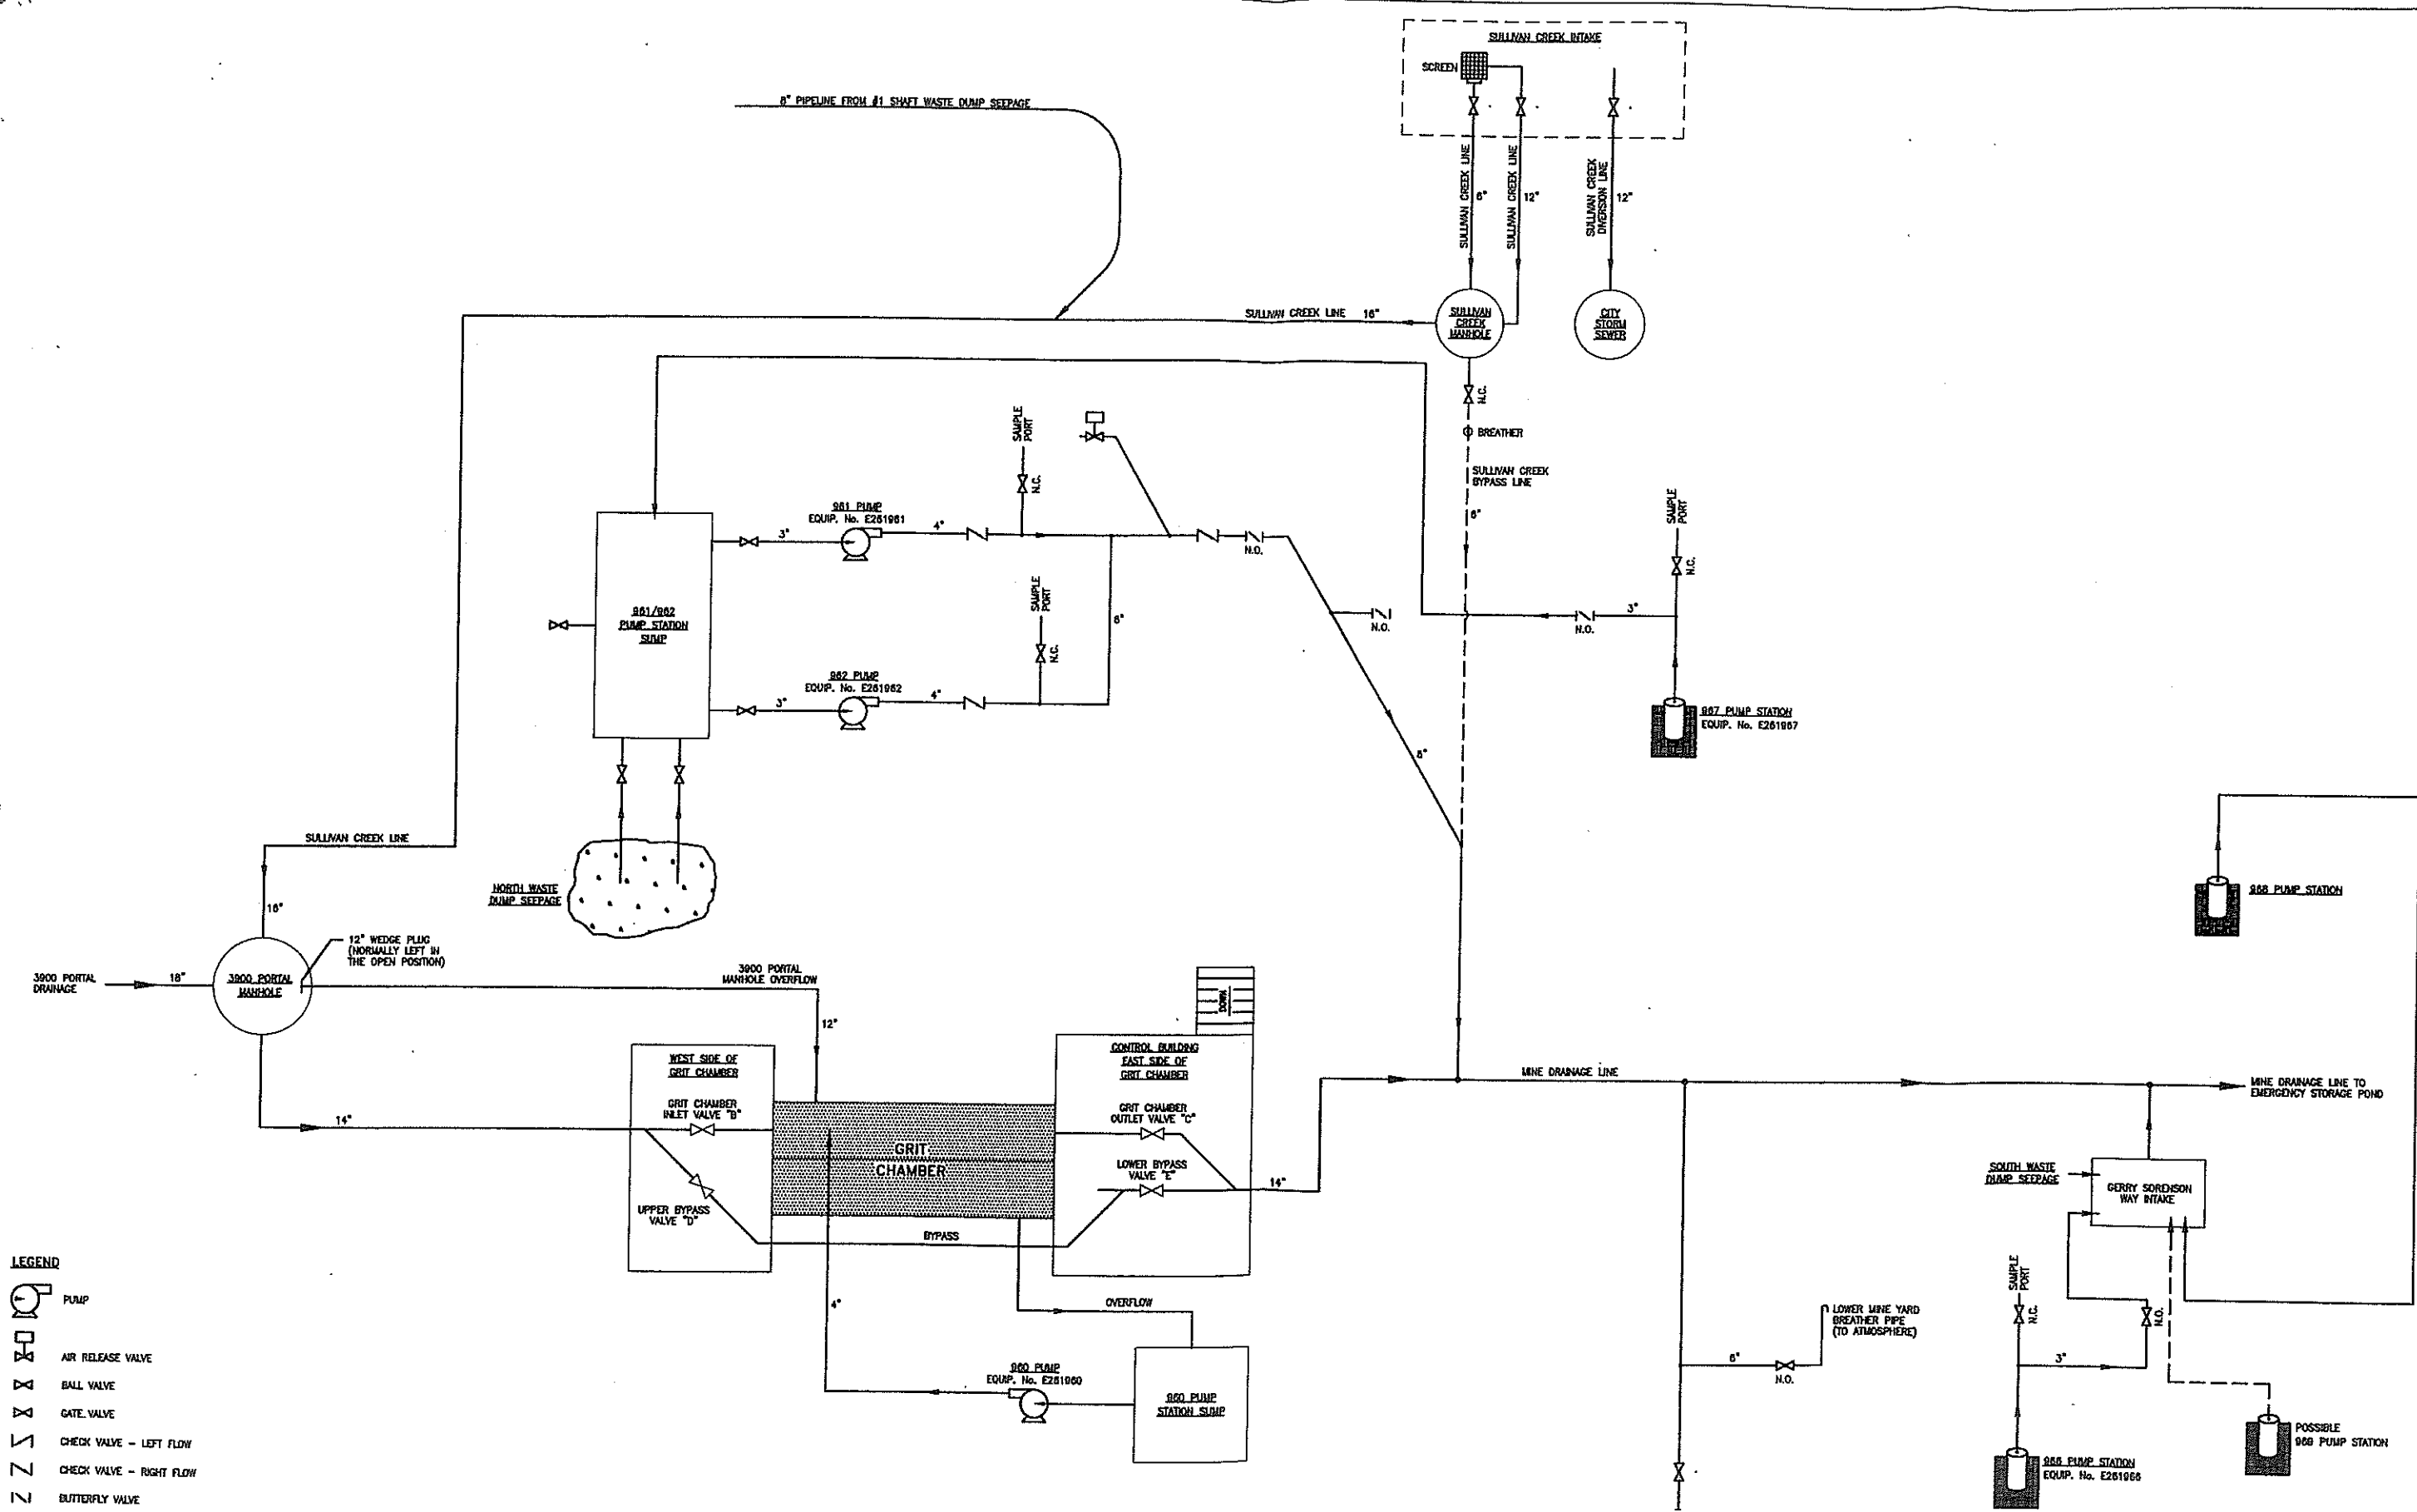 SULLIVAN CREEK INTAKE
SCREEN
8" PIPELINE FROM #1 SHAFT WASTE DUMP SEEPAGE
SULLIVAN CREEK LINE
6"
SULLIVAN CREEK LINE
12"
SULLIVAN CREEK
DIVERSION LINE
12"
SULLIVAN CREEK LINE 16"
SULLIVAN
CREEK
MANHOLE
CITY
STORM
SEWER
N.C.
BREATHER
SULLIVAN CREEK
BYPASS LINE
6"
SAMPLE
PORT
N.C.
961 PUMP
EQUIP. No. E261961
3"
4"
N.O.
SAMPLE
PORT
N.C.
961/962
PUMP STATION
SUMP
SAMPLE
PORT
N.C.
N.O.
3"
N.O.
962 PUMP
EQUIP. No. E261962
3"
4"
967 PUMP STATION
EQUIP. No. E261967
SULLIVAN CREEK LINE
16"
NORTH WASTE
DUMP SEEPAGE
968 PUMP STATION
12" WEDGE PLUG
(NORMALLY LEFT IN
THE OPEN POSITION)
3900 PORTAL
DRAINAGE
18"
3900 PORTAL
MANHOLE
3900 PORTAL
MANHOLE OVERFLOW
12"
DOWN
WEST SIDE OF
GRIT CHAMBER
CONTROL BUILDING
EAST SIDE OF
GRIT CHAMBER
MINE DRAINAGE LINE
MINE DRAINAGE LINE TO
EMERGENCY STORAGE POND
14"
GRIT CHAMBER
INLET VALVE "B"
GRIT CHAMBER
OUTLET VALVE "C"
GRIT
CHAMBER
LOWER BYPASS
VALVE "E"
14"
UPPER BYPASS
VALVE "D"
BYPASS
SOUTH WASTE
DUMP SEEPAGE
GERRY SORENSON
WAY INTAKE
4"
OVERFLOW
960 PUMP
EQUIP. No. E261960
960 PUMP
STATION SUMP
LOWER MINE YARD
BREATHER PIPE
(TO ATMOSPHERE)
6"
N.O.
SAMPLE
PORT
N.C.
N.O.
3"
966 PUMP STATION
EQUIP. No. E261966
POSSIBLE
969 PUMP STATION
LEGEND
PUMP
AIR RELEASE VALVE
BALL VALVE
GATE VALVE
CHECK VALVE - LEFT FLOW
CHECK VALVE - RIGHT FLOW
BUTTERFLY VALVE